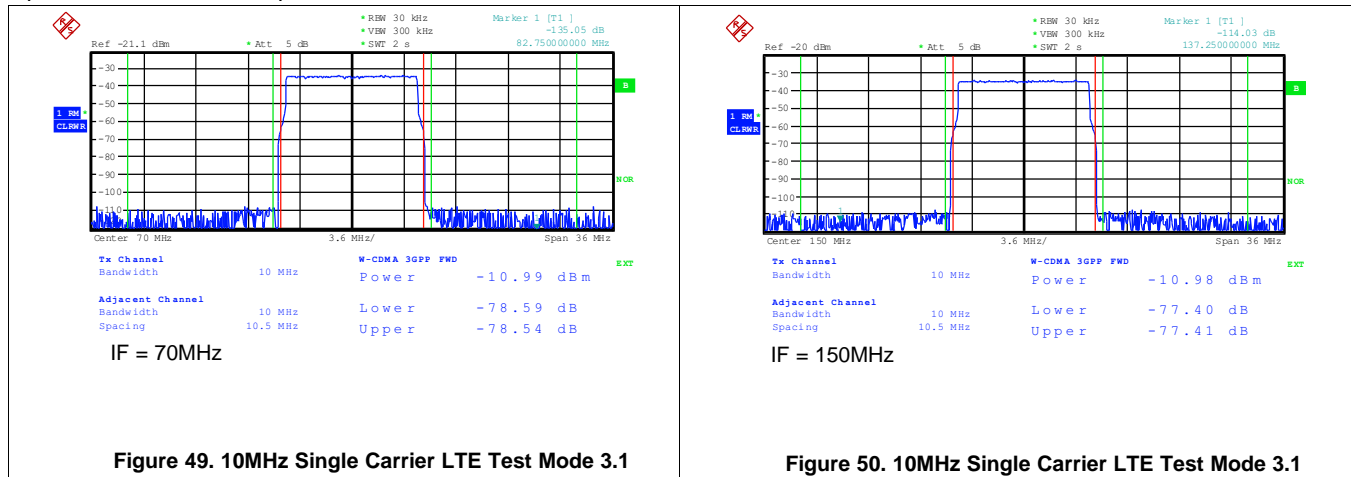 R S
* RBW 30 kHz
* VBW 300 kHz
* SWT 2 s
Marker 1 [T1 ]
-135.05 dB
82.750000000 MHz
Ref -21.1 dBm
* Att 5 dB
-30
-40
-50
-60
-70
-80
-90
-100
-110
1 RM *
CLRWR
B
NOR
Center 70 MHz
3.6 MHz/
Span 36 MHz
Tx Channel
W-CDMA 3GPP FWD
EXT
Bandwidth 10 MHz
Power -10.99 dBm
Adjacent Channel
Bandwidth 10 MHz
Lower -78.59 dB
Spacing 10.5 MHz
Upper -78.54 dB
IF = 70MHz
Figure 49. 10MHz Single Carrier LTE Test Mode 3.1
R S
* RBW 30 kHz
* VBW 300 kHz
* SWT 2 s
Marker 1 [T1 ]
-114.03 dB
137.250000000 MHz
Ref -20 dBm
* Att 5 dB
-30
-40
-50
-60
-70
-80
-90
-100
-110
1
1 RM *
CLRWR
B
NOR
Center 150 MHz
3.6 MHz/
Span 36 MHz
Tx Channel
W-CDMA 3GPP FWD
EXT
Bandwidth 10 MHz
Power -10.98 dBm
Adjacent Channel
Bandwidth 10 MHz
Lower -77.40 dB
Spacing 10.5 MHz
Upper -77.41 dB
IF = 150MHz
Figure 50. 10MHz Single Carrier LTE Test Mode 3.1